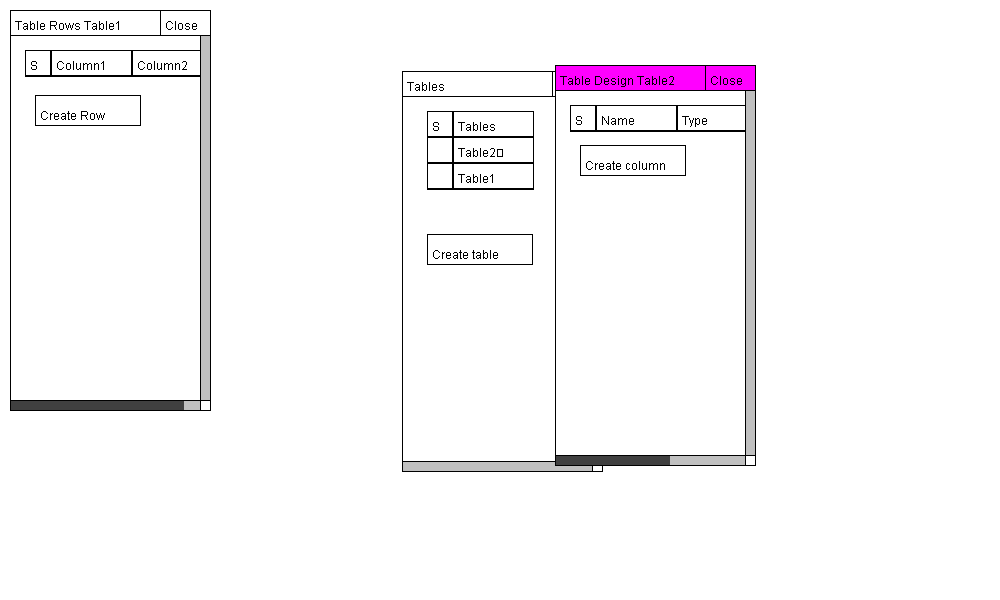 Table Rows Table1 Close
S Column1 Column2
Create Row
Tables
S Tables
Table2
Table1
Create table
Table Design Table2 Close
S Name Type
Create column